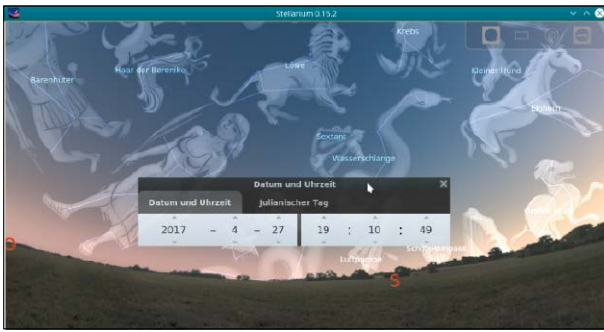 Stellarium 0.15.2
Krebs
Löwe
Haar der Berenike
Kleiner Hund
Bärenhüter
Einhorn
Sextant
Wasserschlange
Datum und Uhrzeit
Datum und Uhrzeit Julianischer Tag
2017 - 4 - 27 19 : 10 : 49
Luftpumpe
S